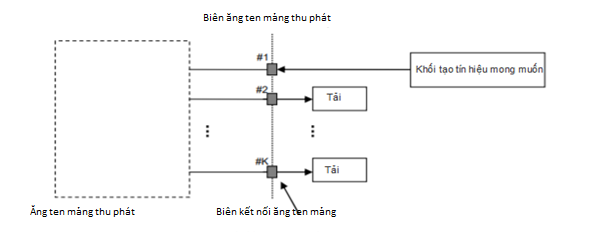 Biên ăng ten mảng thu phát
#1
Khối tạo tín hiệu mong muốn
#2
Tải
#K
Tải
Ăng ten mảng thu phát
Biên kết nối ăng ten mảng